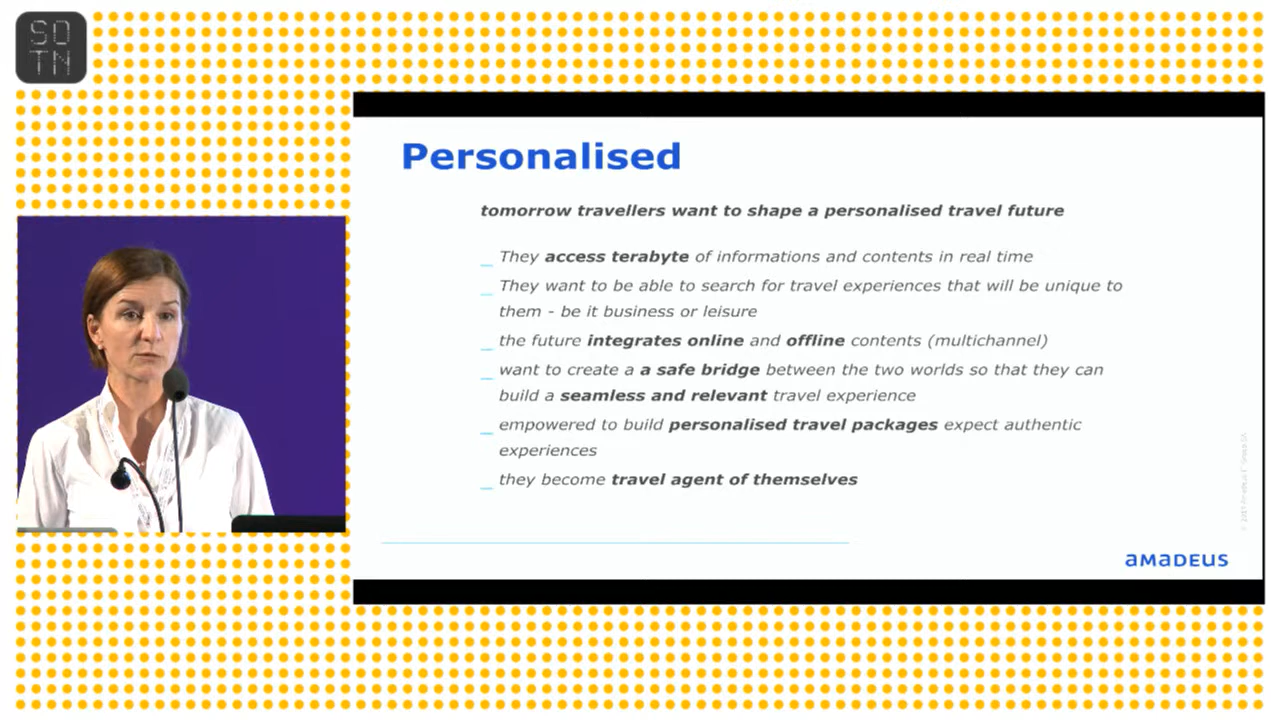 SO
TN
Personalised
tomorrow travellers want to shape a personalised travel future
_ They access terabyte of informations and contents in real time
_ They want to be able to search for travel experiences that will be unique to
them - be it business or leisure
_ the future integrates online and offline contents (multichannel)
_ want to create a a safe bridge between the two worlds so that they can
build a seamless and relevant travel experience
_ empowered to build personalised travel packages expect authentic
experiences
_ they become travel agent of themselves
amadeus